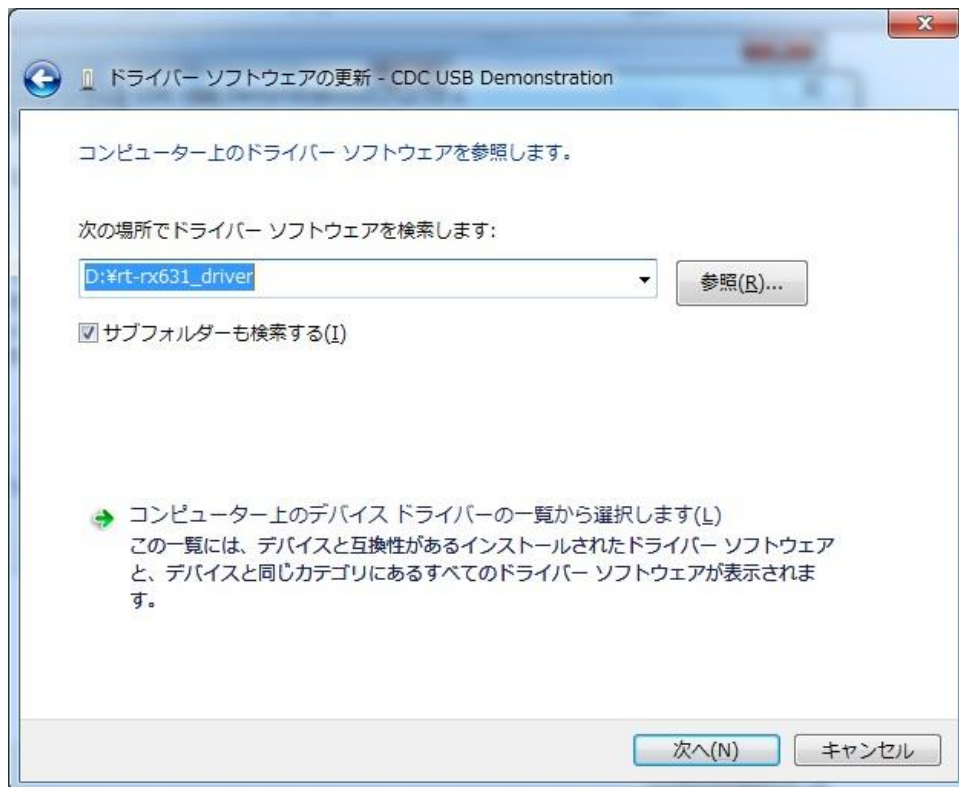 ドライバー ソフトウェアの更新 - CDC USB Demonstration
コンピューター上のドライバー ソフトウェアを参照します。
次の場所でドライバー ソフトウェアを検索します:
D:¥rt-rx631_driver
参照(R)...
サブフォルダーも検索する(I)
コンピューター上のデバイス ドライバーの一覧から選択します(L)
この一覧には、デバイスと互換性があるインストールされたドライバー ソフトウェア
と、デバイスと同じカテゴリにあるすべてのドライバー ソフトウェアが表示されま
す。
次へ(N)
キャンセル